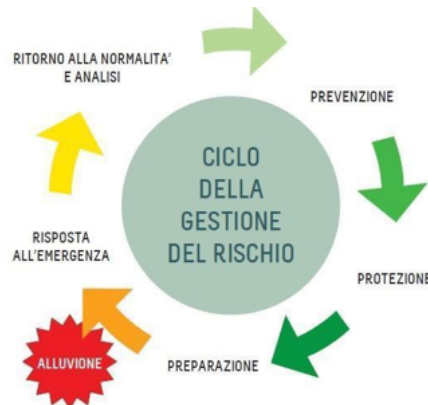 RITORNO ALLA NORMALITA'
E ANALISI
PREVENZIONE
CICLO
DELLA
GESTIONE
DEL RISCHIO
RISPOSTA
ALL'EMERGENZA
PROTEZIONE
ALLUVIONE
PREPARAZIONE